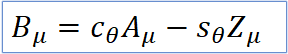 B_μ = c_θ A_μ − s_θ Z_μ